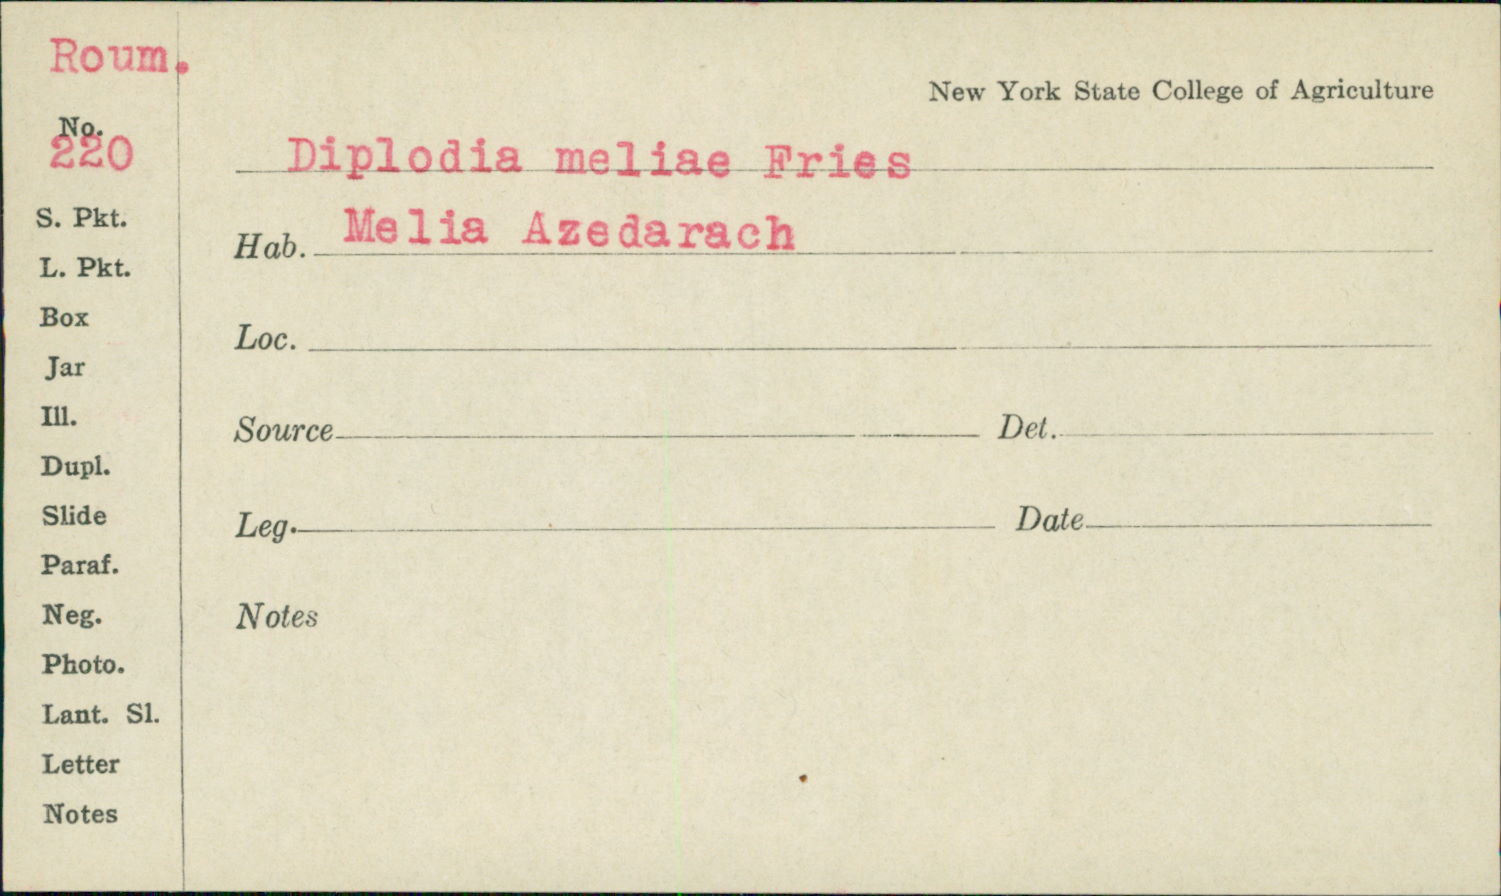 Roum.
New York State College of Agriculture
No.
220
Diplodia meliae Fries
S. Pkt.
Hab. Melia Azedarach
L. Pkt.
Box
Loc.
Jar
Ill.
Source Det.
Dupl.
Slide
Leg. Date
Paraf.
Neg.
Notes
Photo.
Lant. Sl.
Letter
Notes